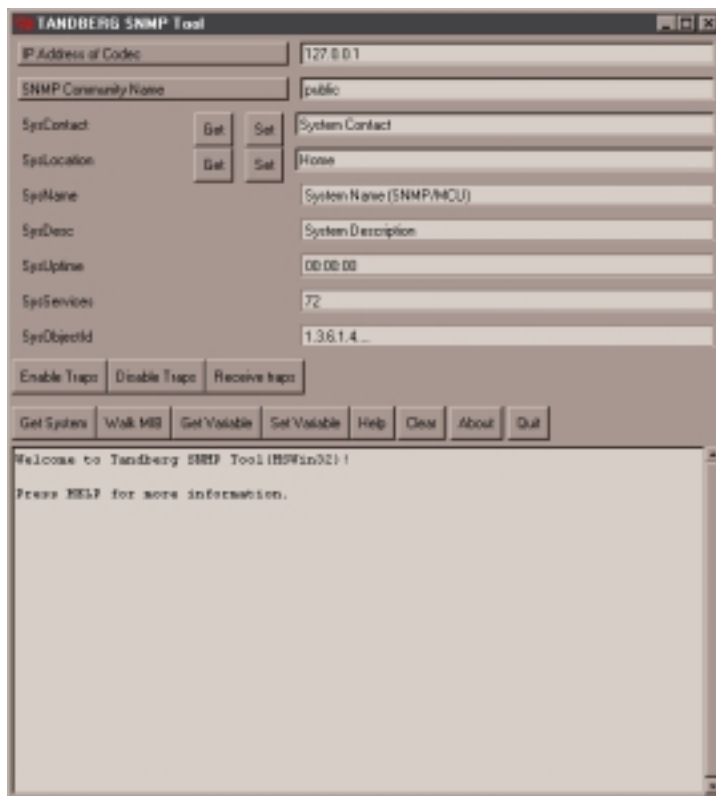 TANDBERG SNMP Tool
IP Address of Codec 127.0.0.1
SNMP Community Name public
SysContact Get Set System Contact
SysLocation Get Set Home
SysName System Name (SNMP/MCU)
SysDesc System Description
SysUptime 00:00:00
SysServices 72
SysObjectId 1.3.6.1.4....
Enable Traps Disable Traps Receive traps
Get System Walk MIB Get Variable Set Variable Help Clear About Quit
Welcome to Tandberg SNMP Tool(MSWin32)!
Press HELP for more information.